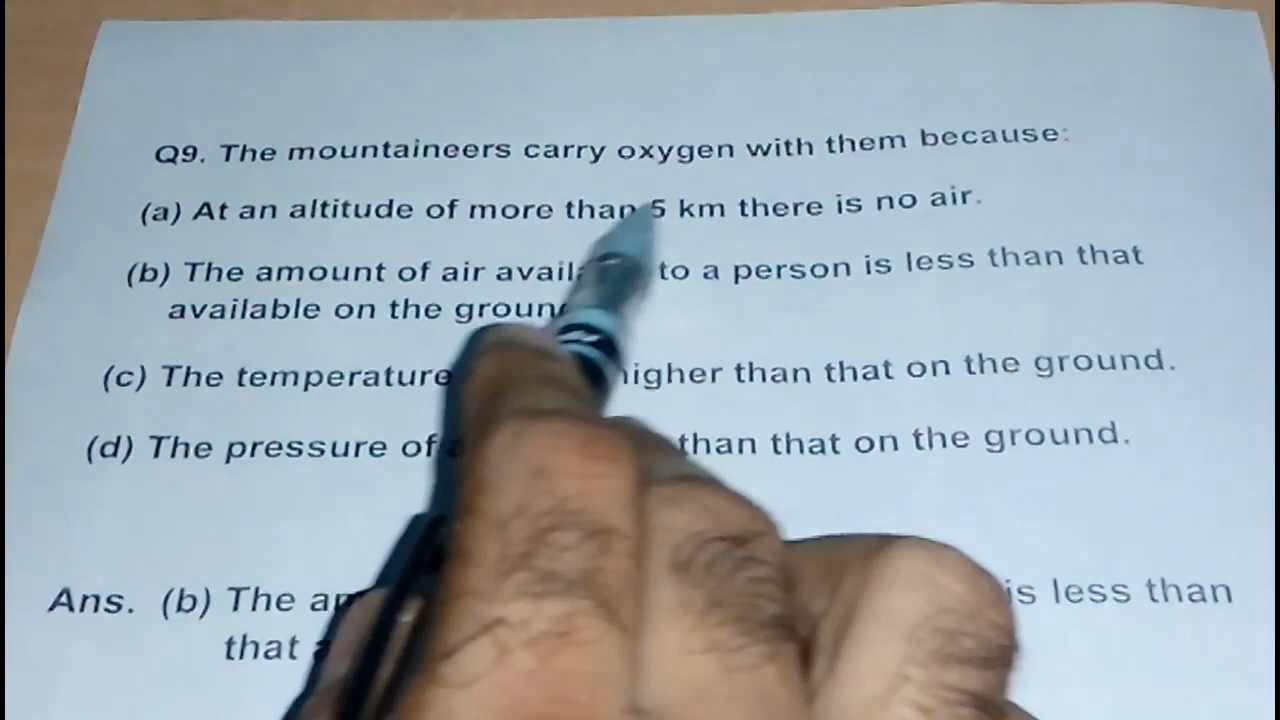 Q9. The mountaineers carry oxygen with them because:
(a) At an altitude of more than 5 km there is no air.
(b) The amount of air to a person is less than that
available on the ground
(c) The temperature higher than that on the ground.
(d) The pressure of than that on the ground.
Ans. (b) The is less than
that